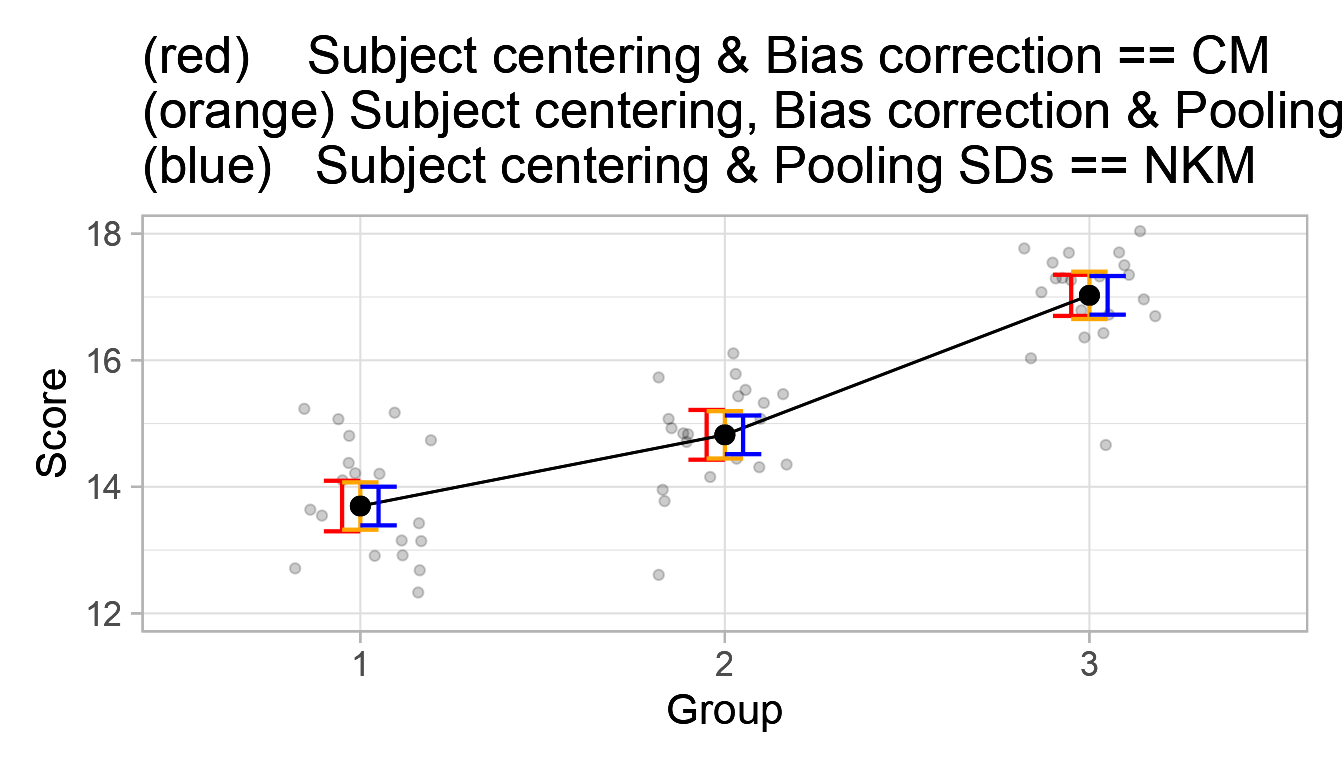 (red)    Subject centering & Bias correction == CM
(orange) Subject centering, Bias correction & Pooling
(blue)   Subject centering & Pooling SDs == NKM
18
16
14
12
Score
1 2 3
Group